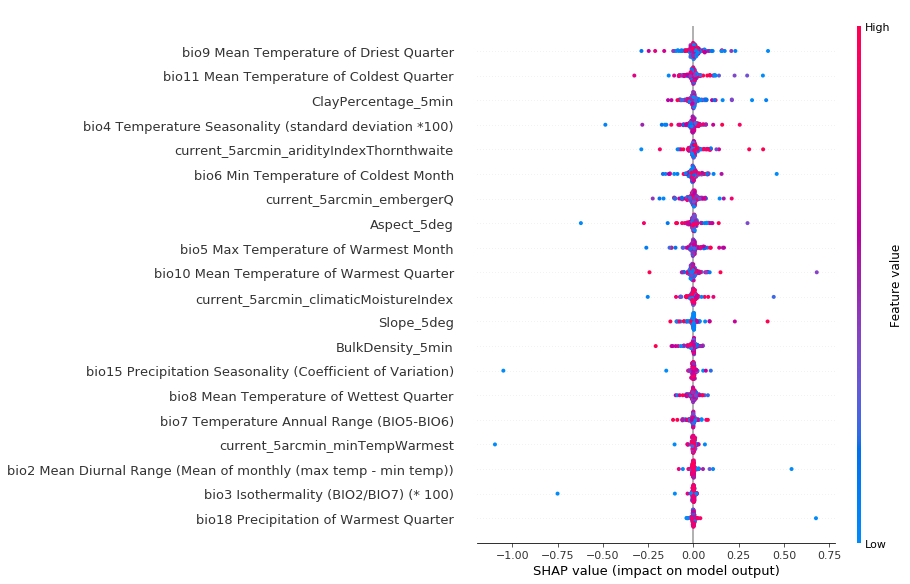 High
bio9 Mean Temperature of Driest Quarter
bio11 Mean Temperature of Coldest Quarter
ClayPercentage_5min
bio4 Temperature Seasonality (standard deviation *100)
current_5arcmin_aridityIndexThornthwaite
bio6 Min Temperature of Coldest Month
current_5arcmin_embergerQ
Aspect_5deg
bio5 Max Temperature of Warmest Month
bio10 Mean Temperature of Warmest Quarter
current_5arcmin_climaticMoistureIndex
Slope_5deg
BulkDensity_5min
bio15 Precipitation Seasonality (Coefficient of Variation)
bio8 Mean Temperature of Wettest Quarter
bio7 Temperature Annual Range (BIO5-BIO6)
current_5arcmin_minTempWarmest
bio2 Mean Diurnal Range (Mean of monthly (max temp - min temp))
bio3 Isothermality (BIO2/BIO7) (* 100)
bio18 Precipitation of Warmest Quarter
Feature value
Low
−1.00 −0.75 −0.50 −0.25 0.00 0.25 0.50 0.75
SHAP value (impact on model output)